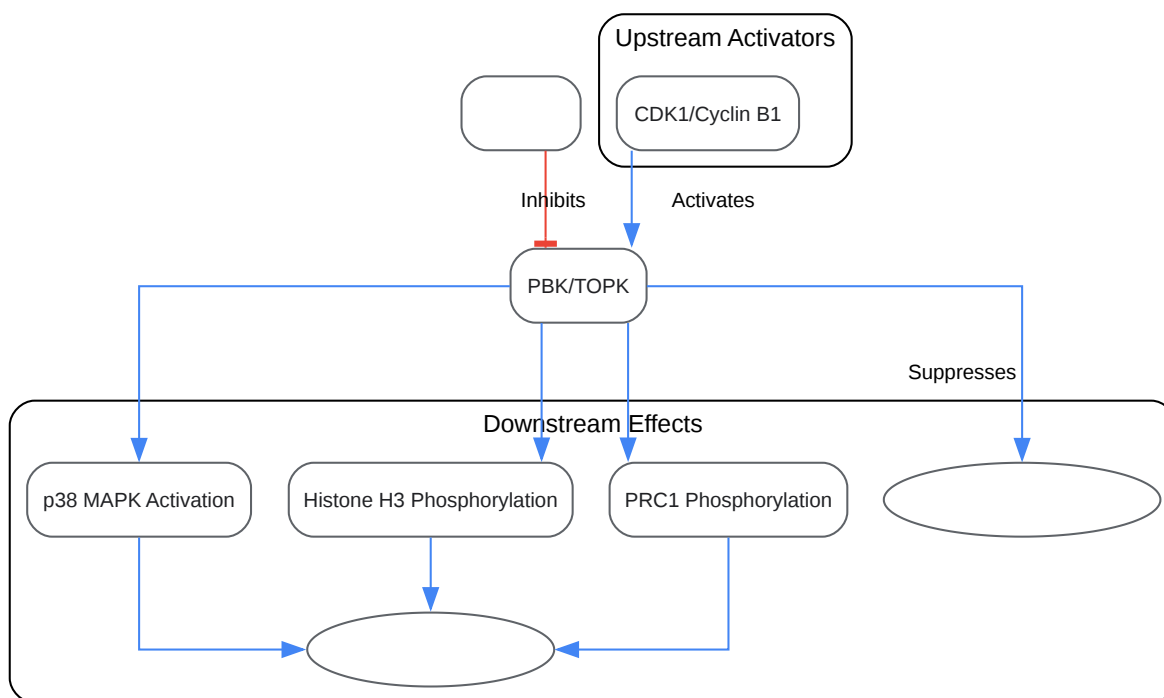 Upstream Activators
CDK1/Cyclin B1
Inhibits
Activates
PBK/TOPK
Suppresses
Downstream Effects
p38 MAPK Activation
Histone H3 Phosphorylation
PRC1 Phosphorylation